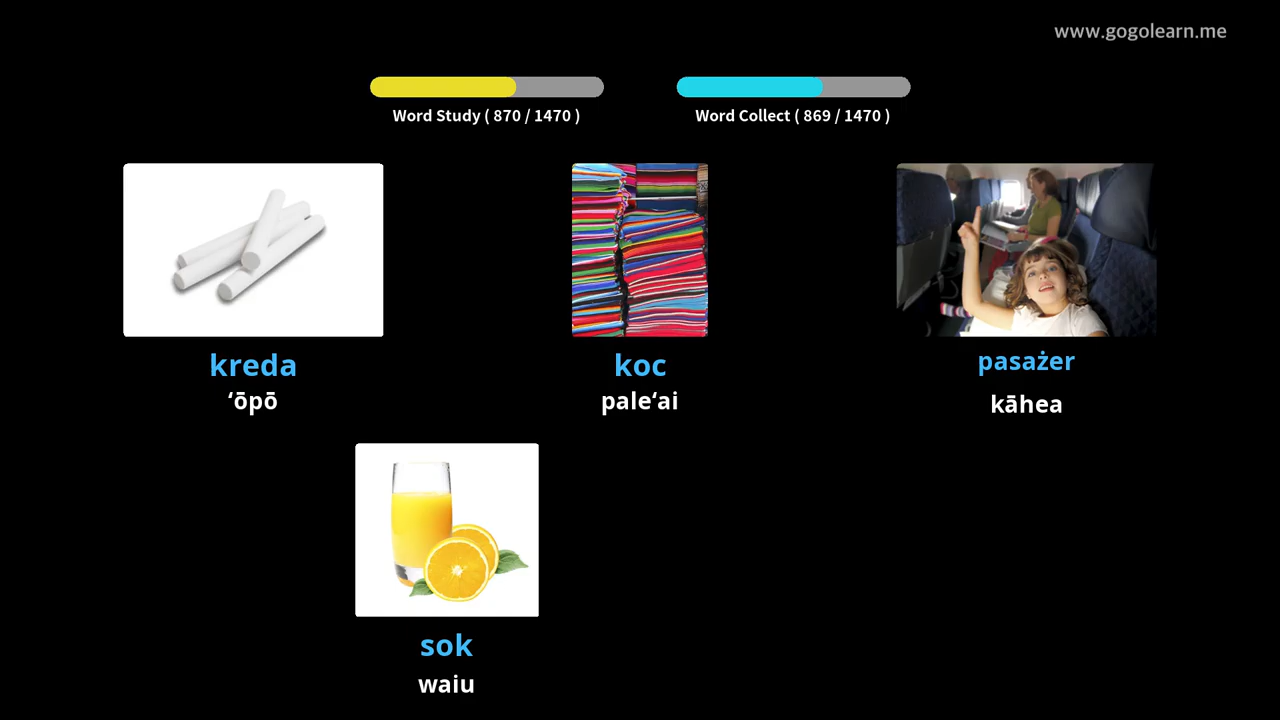 www.gogolearn.me
Word Study ( 870 / 1470 )
Word Collect ( 869 / 1470 )
kreda
ʻōpō
koc
paleʻai
pasażer
kāhea
sok
waiu